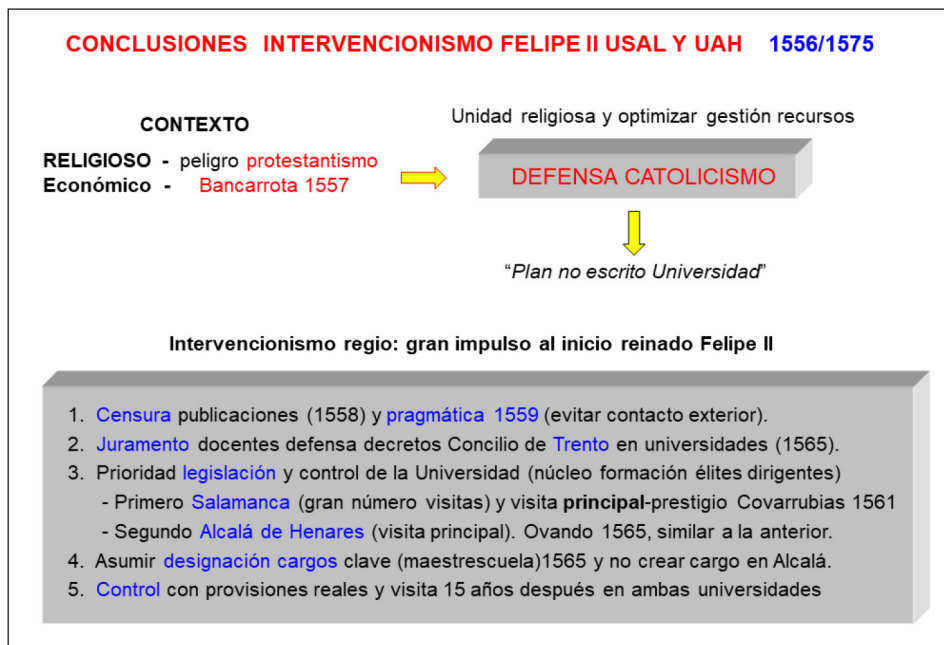 CONCLUSIONES INTERVENCIONISMO FELIPE II USAL Y UAH 1556/1575
CONTEXTO
RELIGIOSO - peligro protestantismo
Económico - Bancarrota 1557
Unidad religiosa y optimizar gestión recursos
DEFENSA CATOLICISMO
“Plan no escrito Universidad”
Intervencionismo regio: gran impulso al inicio reinado Felipe II
1. Censura publicaciones (1558) y pragmática 1559 (evitar contacto exterior).
2. Juramento docentes defensa decretos Concilio de Trento en universidades (1565).
3. Prioridad legislación y control de la Universidad (núcleo formación élites dirigentes)
- Primero Salamanca (gran número visitas) y visita principal-prestigio Covarrubias 1561
- Segundo Alcalá de Henares (visita principal). Ovando 1565, similar a la anterior.
4. Asumir designación cargos clave (maestrescuela)1565 y no crear cargo en Alcalá.
5. Control con provisiones reales y visita 15 años después en ambas universidades